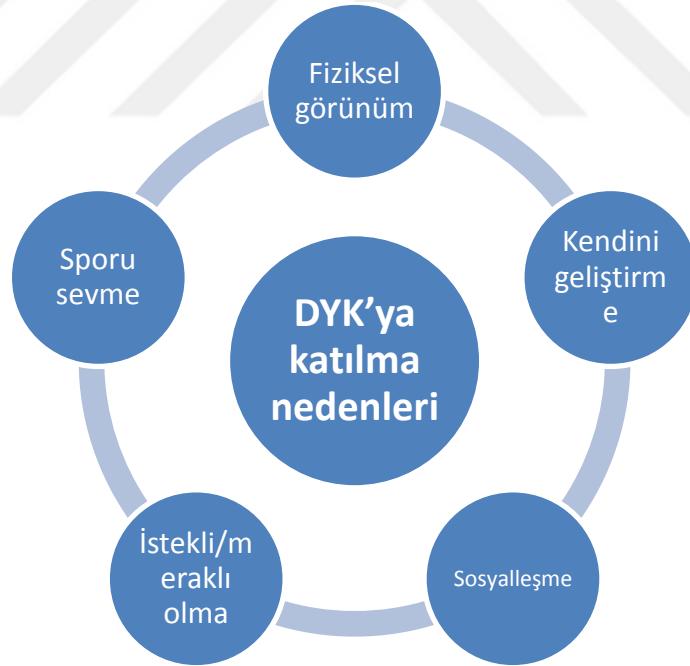 Fiziksel
görünüm
Kendini
geliştirm
e
Sporu
sevme
DYK’ya
katılma
nedenleri
İstekli/m
eraklı
olma
Sosyalleşme